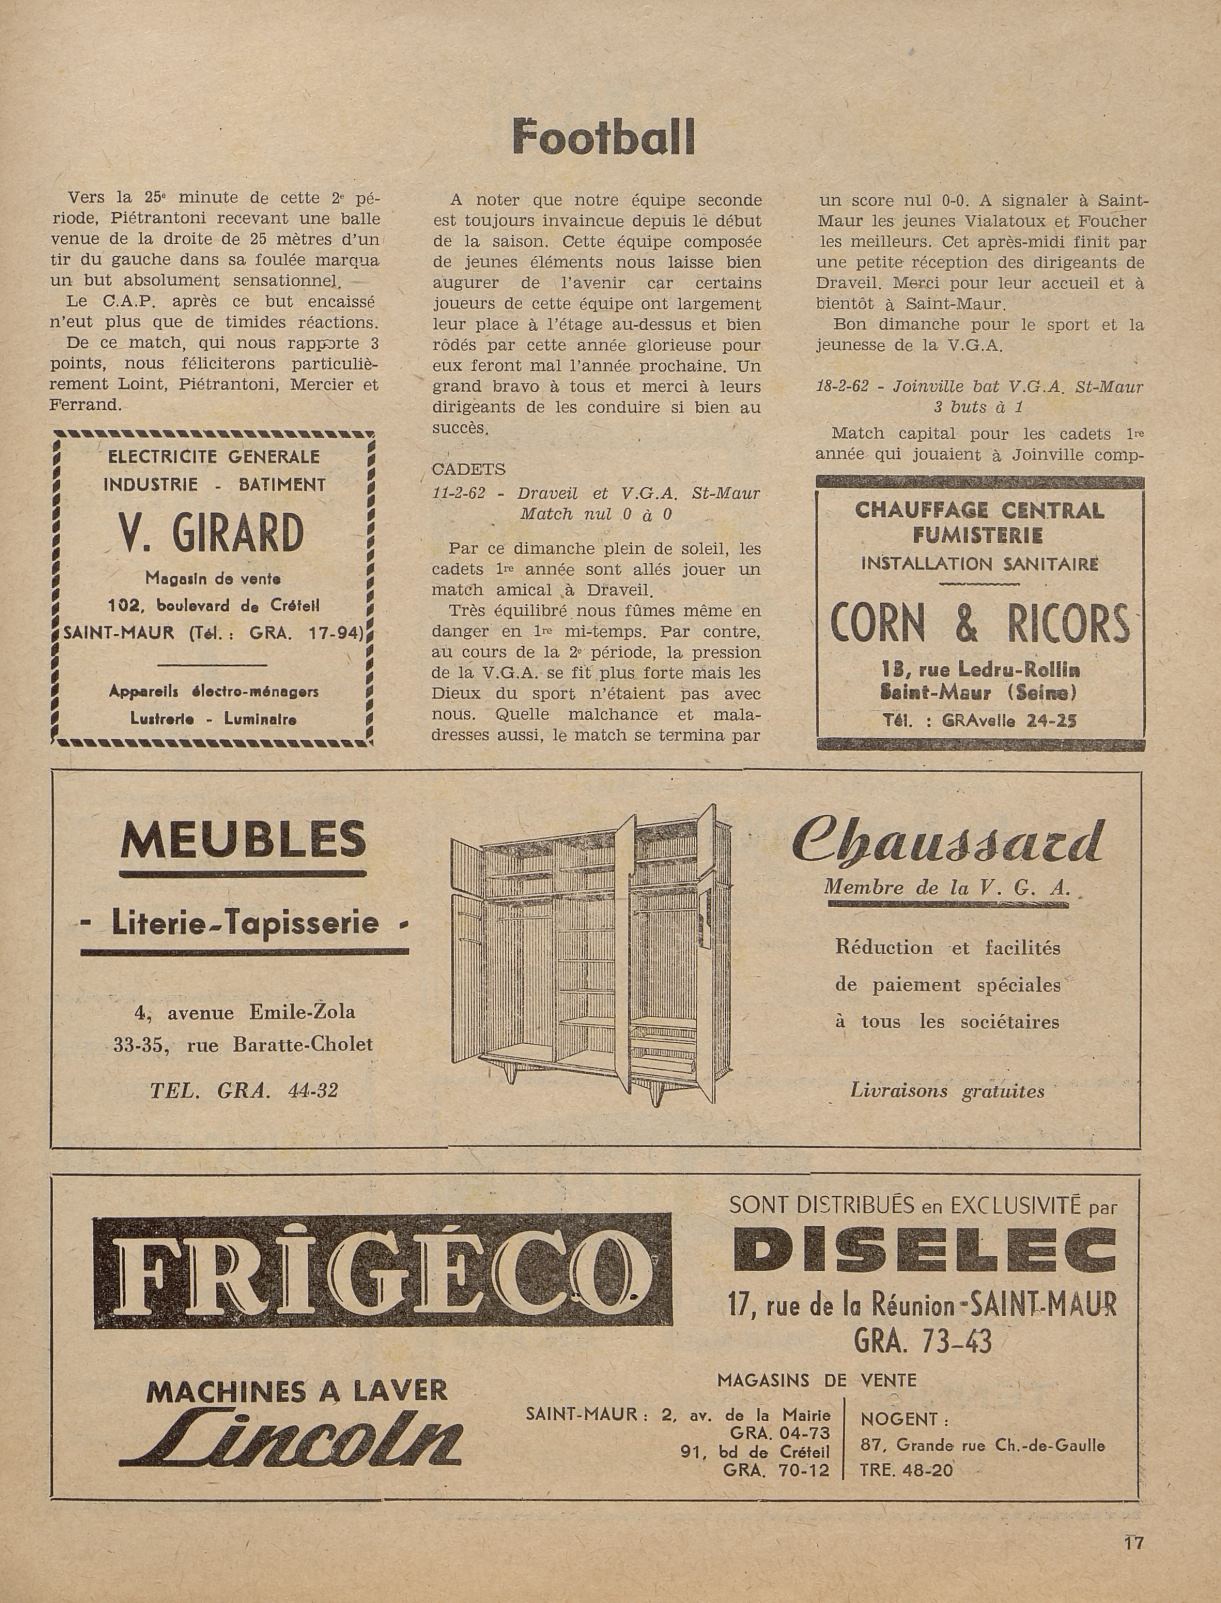 Football
Vers la 25e minute de cette 2e pé-
riode, Piétrantoni recevant une balle
venue de la droite de 25 mètres d'un
tir du gauche dans sa foulée marqua
un but absolument sensationnel.
Le C.A.P. après ce but encaissé
n'eut plus que de timides réactions.
De ce match, qui nous rapporte 3
points, nous féliciterons particuliè-
rement Loint, Piétrantoni, Mercier et
Ferrand.
ELECTRICITE GENERALE
INDUSTRIE - BATIMENT
V. GIRARD
Magasin de vente
102, boulevard de Créteil
SAINT-MAUR (Tél. : GRA. 17-94)
Appareils électro-ménagers
Lustrerie - Luminaire
A noter que notre équipe seconde
est toujours invaincue depuis le début
de la saison. Cette équipe composée
de jeunes éléments nous laisse bien
augurer de l'avenir car certains
joueurs de cette équipe ont largement
leur place à l'étage au-dessus et bien
rôdés par cette année glorieuse pour
eux feront mal l'année prochaine. Un
grand bravo à tous et merci à leurs
dirigeants de les conduire si bien au
succès.
CADETS
11-2-62 - Draveil et V.G.A. St-Maur
Match nul 0 à 0
Par ce dimanche plein de soleil, les
cadets 1re année sont allés jouer un
match amical à Draveil.
Très équilibré nous fûmes même en
danger en 1re mi-temps. Par contre,
au cours de la 2e période, la pression
de la V.G.A. se fit plus forte mais les
Dieux du sport n'étaient pas avec
nous. Quelle malchance et mala-
dresses aussi, le match se termina par
un score nul 0-0. A signaler à Saint-
Maur les jeunes Vialatoux et Foucher
les meilleurs. Cet après-midi finit par
une petite réception des dirigeants de
Draveil. Merci pour leur accueil et à
bientôt à Saint-Maur.
Bon dimanche pour le sport et la
jeunesse de la V.G.A.
18-2-62 - Joinville bat V.G.A. St-Maur
3 buts à 1
Match capital pour les cadets 1re
année qui jouaient à Joinville comp-
CHAUFFAGE CENTRAL
FUMISTERIE
INSTALLATION SANITAIRE
CORN & RICORS
13, rue Ledru-Rollin
Saint-Maur (Seine)
Tél. : GRAvelle 24-25
MEUBLES
- Literie-Tapisserie -
4, avenue Emile-Zola
33-35, rue Baratte-Cholet
TEL. GRA. 44-32
Chaussard
Membre de la V. G. A.
Réduction et facilités
de paiement spéciales
à tous les sociétaires
Livraisons gratuites
FRIGÉCO
MACHINES A LAVER
Lincoln
SONT DISTRIBUÉS en EXCLUSIVITÉ par
DISELEC
17, rue de la Réunion-SAINT-MAUR
GRA. 73-43
MAGASINS DE VENTE
SAINT-MAUR : 2, av. de la Mairie
GRA. 04-73
91, bd de Créteil
GRA. 70-12
NOGENT :
87, Grande rue Ch.-de-Gaulle
TRE. 48-20
17